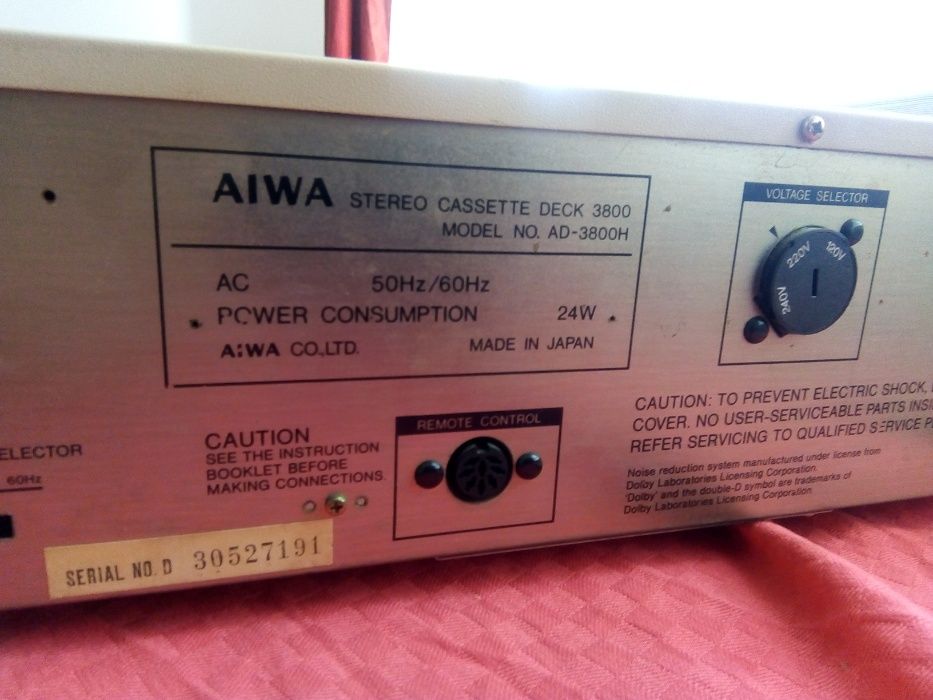 AIWA STEREO CASSETTE DECK 3800
MODEL NO. AD-3800H
AC 50Hz/60Hz
POWER CONSUMPTION 24W
AIWA CO.,LTD. MADE IN JAPAN
VOLTAGE SELECTOR
220V
120V
240V
CAUTION: TO PREVENT ELECTRIC SHOCK,
COVER. NO USER-SERVICEABLE PARTS INSI
REFER SERVICING TO QUALIFIED SERVICE P
Noise reduction system manufactured under license from
Dolby Laboratories Licensing Corporation.
'Dolby' and the double-D symbol are trademarks of
Dolby Laboratories Licensing Corporation.
REMOTE CONTROL
CAUTION
SEE THE INSTRUCTION
BOOKLET BEFORE
MAKING CONNECTIONS.
ELECTOR
60Hz
SERIAL NO. D 30527191